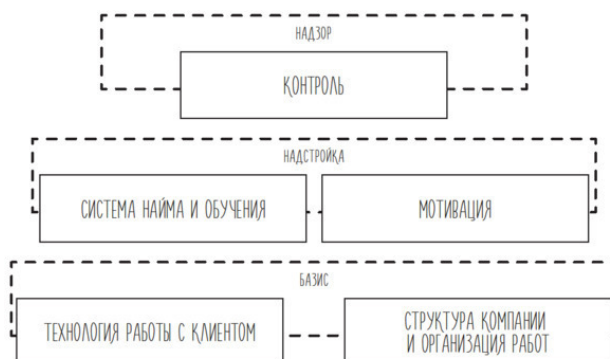 НАДЗОР
КОНТРОЛЬ
НАДСТРОЙКА
СИСТЕМА НАЙМА И ОБУЧЕНИЯ
МОТИВАЦИЯ
БАЗИС
ТЕХНОЛОГИЯ РАБОТЫ С КЛИЕНТОМ
СТРУКТУРА КОМПАНИИ
И ОРГАНИЗАЦИЯ РАБОТ